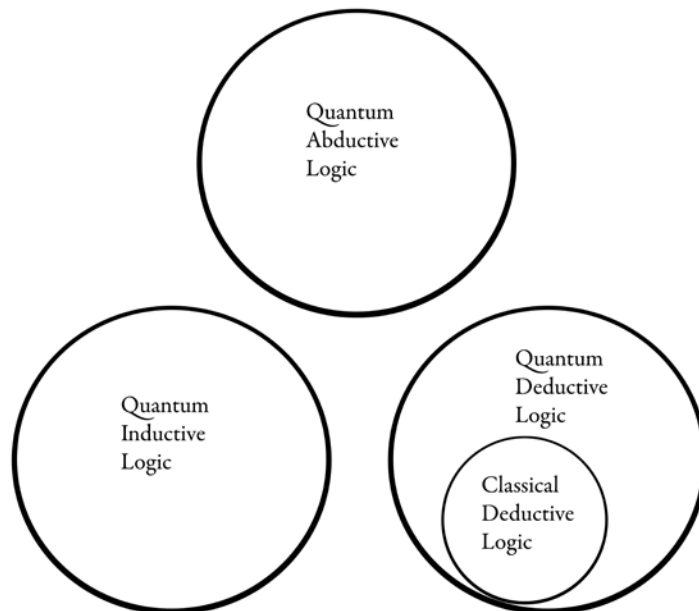 Quantum
Abductive
Logic
Quantum
Inductive
Logic
Quantum
Deductive
Logic
Classical
Deductive
Logic